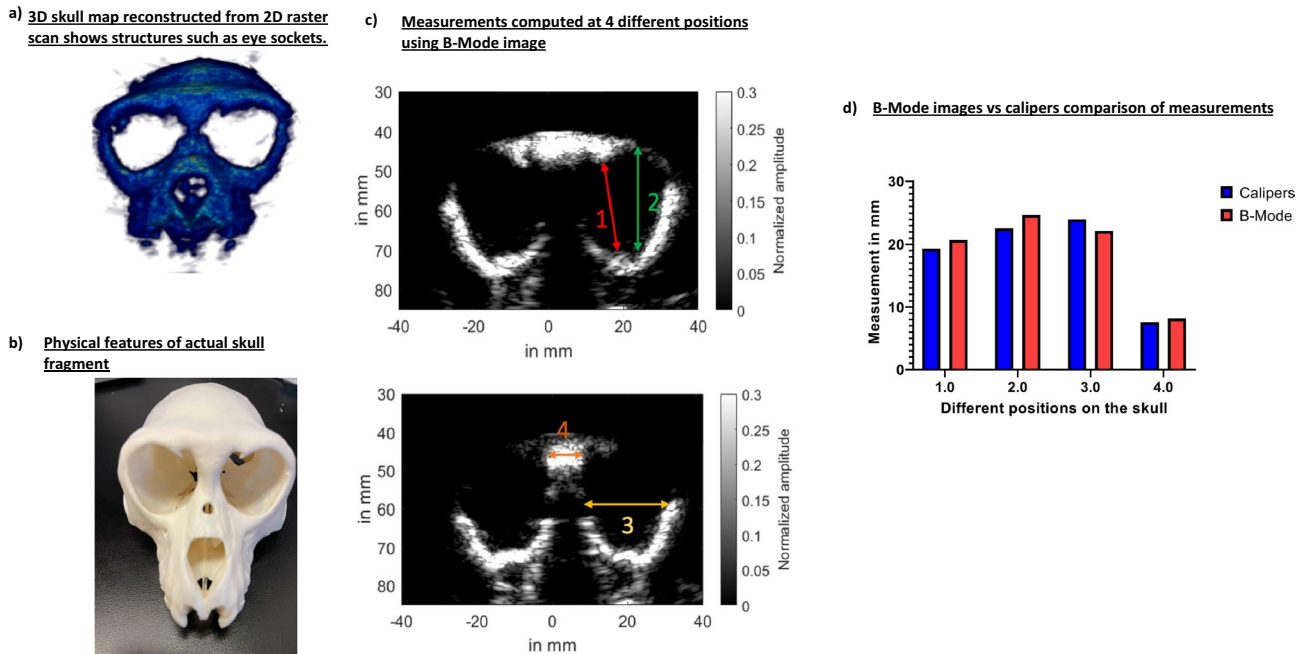 a) 3D skull map reconstructed from 2D raster
scan shows structures such as eye sockets.
b) Physical features of actual skull
fragment
c) Measurements computed at 4 different positions
using B-Mode image
30
40
50
60
70
80
in mm
-40
-20
0
20
40
in mm
1
2
0.3
0.25
0.2
0.15
0.1
0.05
0
Normalized amplitude
30
40
50
60
70
80
in mm
-40
-20
0
20
40
in mm
4
3
0.3
0.25
0.2
0.15
0.1
0.05
0
Normalized amplitude
d) B-Mode images vs calipers comparison of measurements
30
20
10
0
Measuement in mm
1.0
2.0
3.0
4.0
Different positions on the skull
Calipers
B-Mode